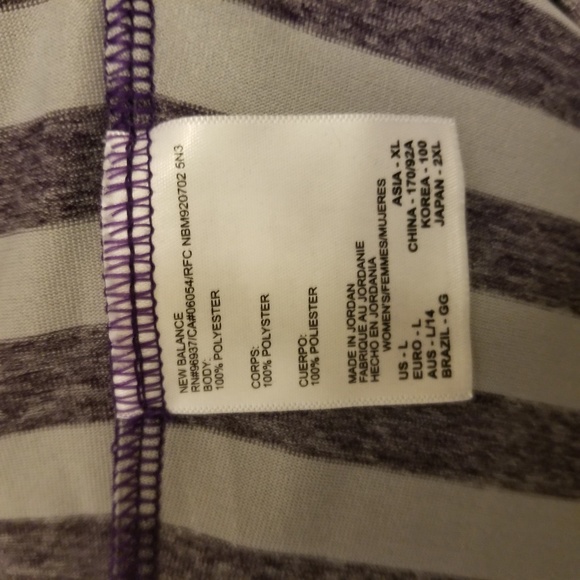 NEW BALANCE
RN#96937/CA#06054/RFC NBM920702 5N3
BODY:
100% POLYESTER
CORPS:
100% POLYSTER
CUERPO:
100% POLIESTER
MADE IN JORDAN
FABRIQUE AU JORDANIE
HECHO EN JORDANIA
WOMEN'S/FEMMES/MUJERES
US - L ASIA - XL
EURO - L CHINA - 170/92A
AUS - L/14 KOREA - 100
BRAZIL - GG JAPAN - 2XL